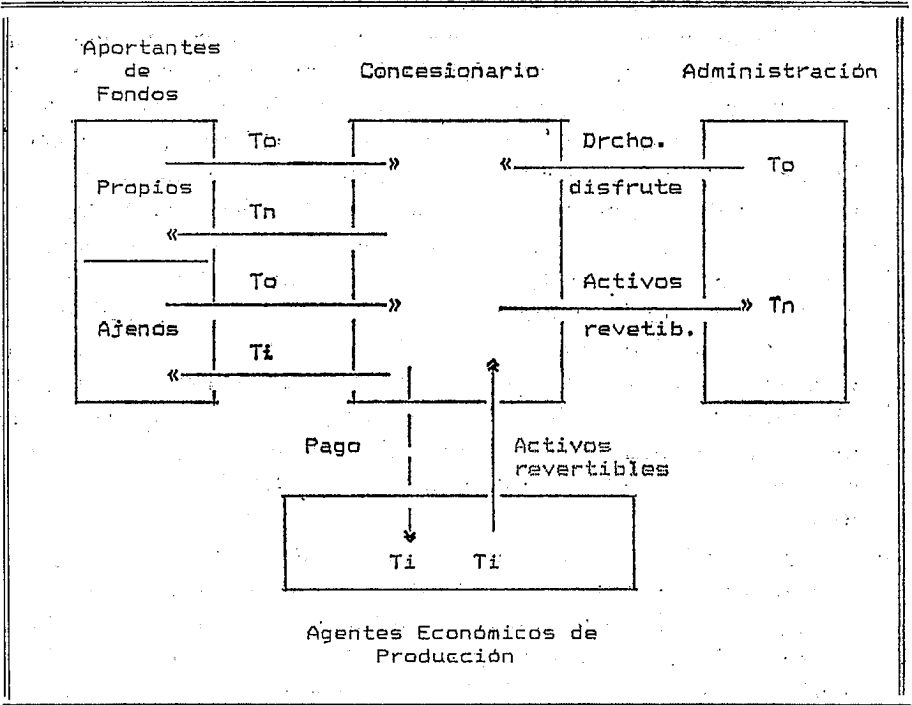 Aportantes
de
Fondos
Concesionario
Administración
To
Drcho.
To
Propios
disfrute
Tn
To
Activos
Tn
Ajenos
revetib.
Ti
Pago
Activos
revertibles
Ti Ti
Agentes Económicos de
Producción